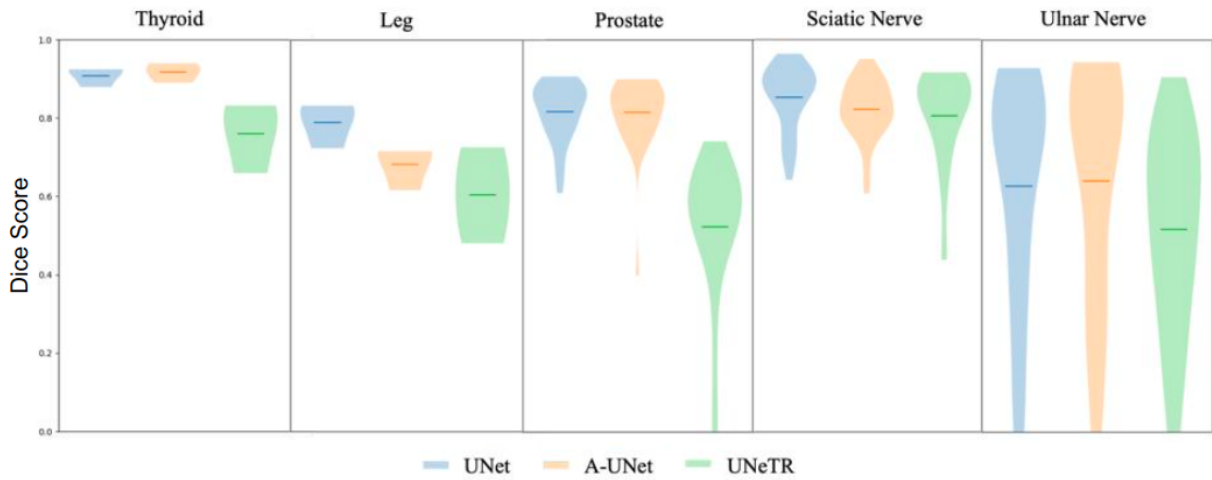 Thyroid Leg Prostate Sciatic Nerve Ulnar Nerve
1.0
0.8
0.6
0.4
0.2
0.0
Dice Score
UNet A-UNet UNeTR